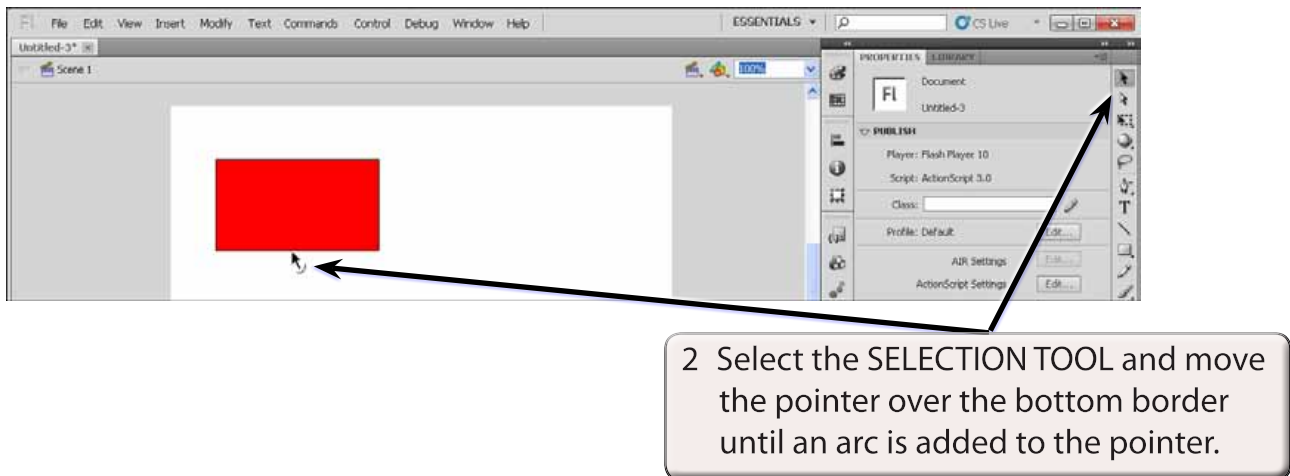 FL File Edit View Insert Modify Text Commands Control Debug Window Help ESSENTIALS CS Live
Untitled-3*
Scene 1 100%
PROPERTIES LIBRARY
Document
FL
Untitled-3
PUBLISH
Player: Flash Player 10
Script: ActionScript 3.0
Class:
T
Profile: Default Edit...
AIR Settings Edit...
ActionScript Settings Edit...
2 Select the SELECTION TOOL and move
the pointer over the bottom border
until an arc is added to the pointer.